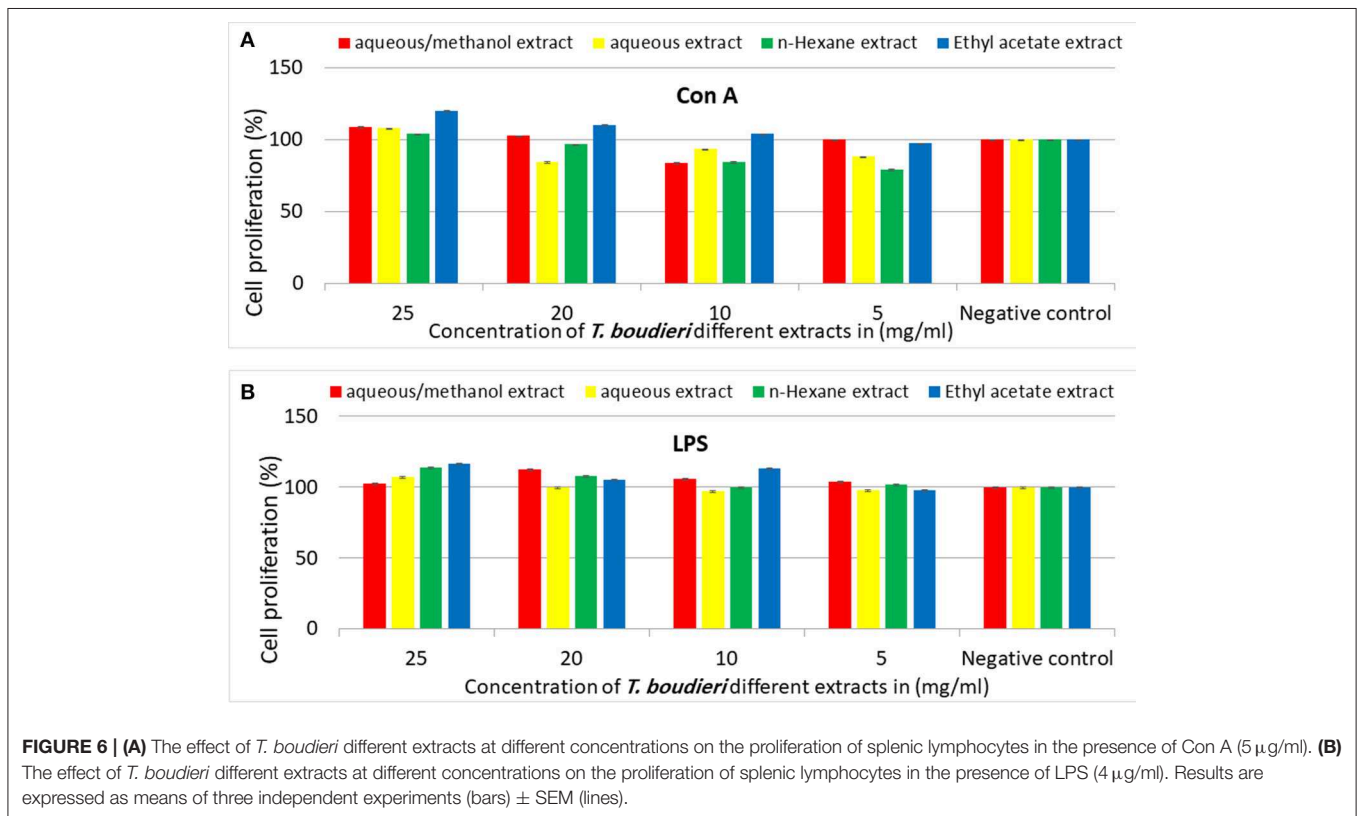 A
aqueous/methanol extract aqueous extract n-Hexane extract Ethyl acetate extract
Con A
Cell proliferation (%)
150
100
50
0
25 20 10 5 Negative control
Concentration of T. boudieri different extracts in (mg/ml)
B
aqueous/methanol extract aqueous extract n-Hexane extract Ethyl acetate extract
LPS
Cell proliferation (%)
150
100
50
0
25 20 10 5 Negative control
Concentration of T. boudieri different extracts in (mg/ml)
FIGURE 6 | (A) The effect of T. boudieri different extracts at different concentrations on the proliferation of splenic lymphocytes in the presence of Con A (5 μg/ml). (B)
The effect of T. boudieri different extracts at different concentrations on the proliferation of splenic lymphocytes in the presence of LPS (4 μg/ml). Results are
expressed as means of three independent experiments (bars) ± SEM (lines).